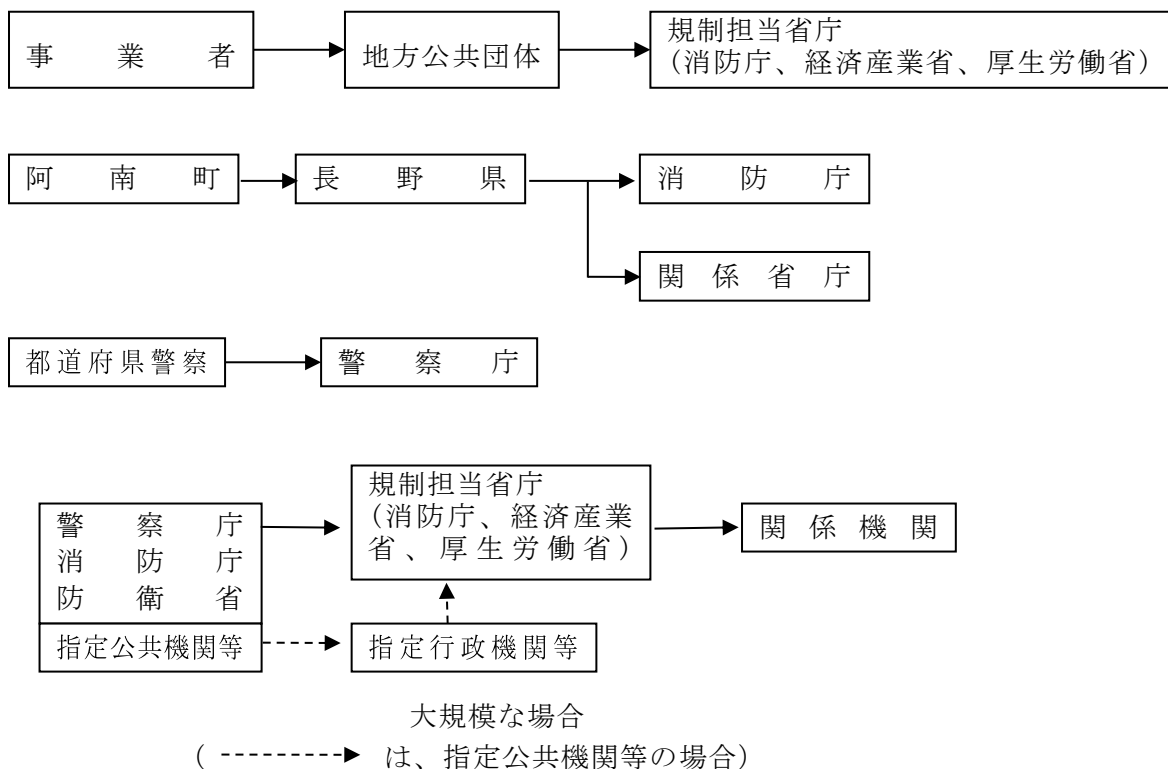 事業者
地方公共団体
規制担当省庁
(消防庁、経済産業省、厚生労働省)
阿南町
長野県
消防庁
関係省庁
都道府県警察
警察庁
警察庁
消防庁
防衛省
指定公共機関等
規制担当省庁
(消防庁、経済産業
省、厚生労働省)
関係機関
指定行政機関等
大規模な場合
( は、指定公共機関等の場合)